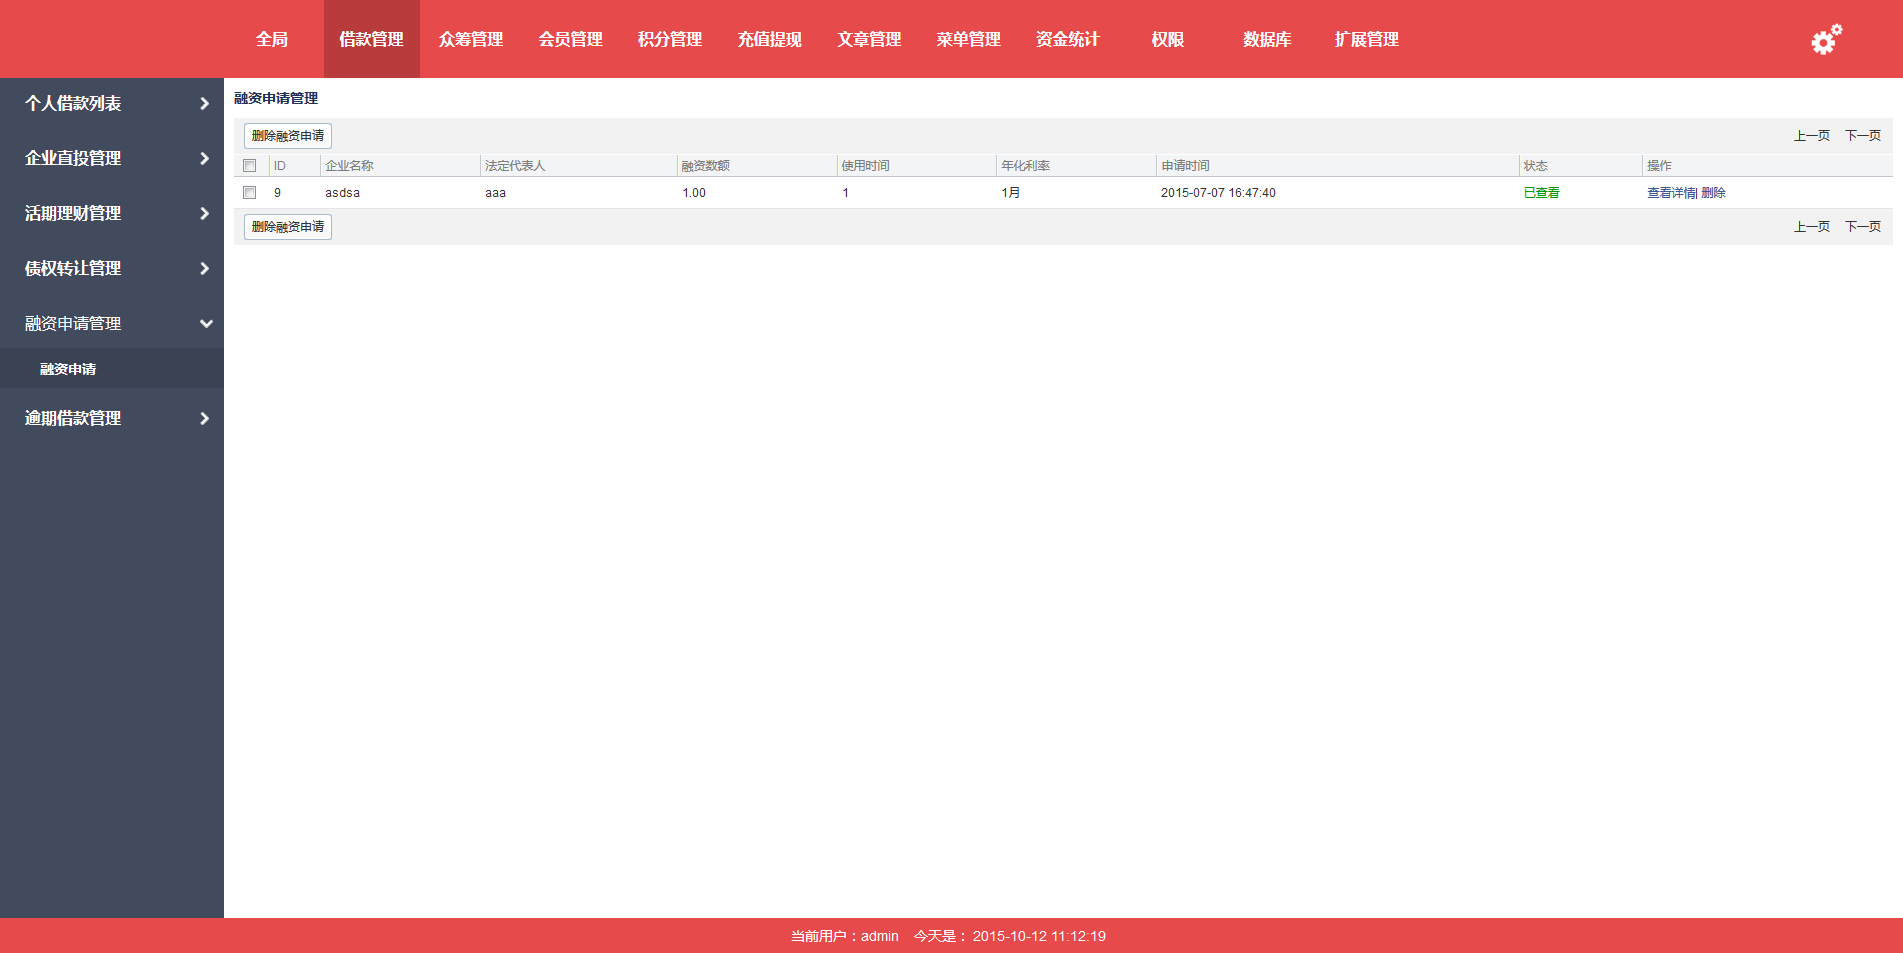 全局 借款管理 众筹管理 会员管理 积分管理 充值提现 文章管理 菜单管理 资金统计 权限 数据库 扩展管理
个人借款列表
企业直投管理
活期理财管理
债权转让管理
融资申请管理
融资申请
逾期借款管理
融资申请管理
删除融资申请 上一页 下一页
ID 企业名称 法定代表人 融资数额 使用时间 年化利率 申请时间 状态 操作
9 asdsa aaa 1.00 1 1月 2015-07-07 16:47:40 已查看 查看详情| 删除
删除融资申请 上一页 下一页
当前用户：admin 今天是： 2015-10-12 11:12:19